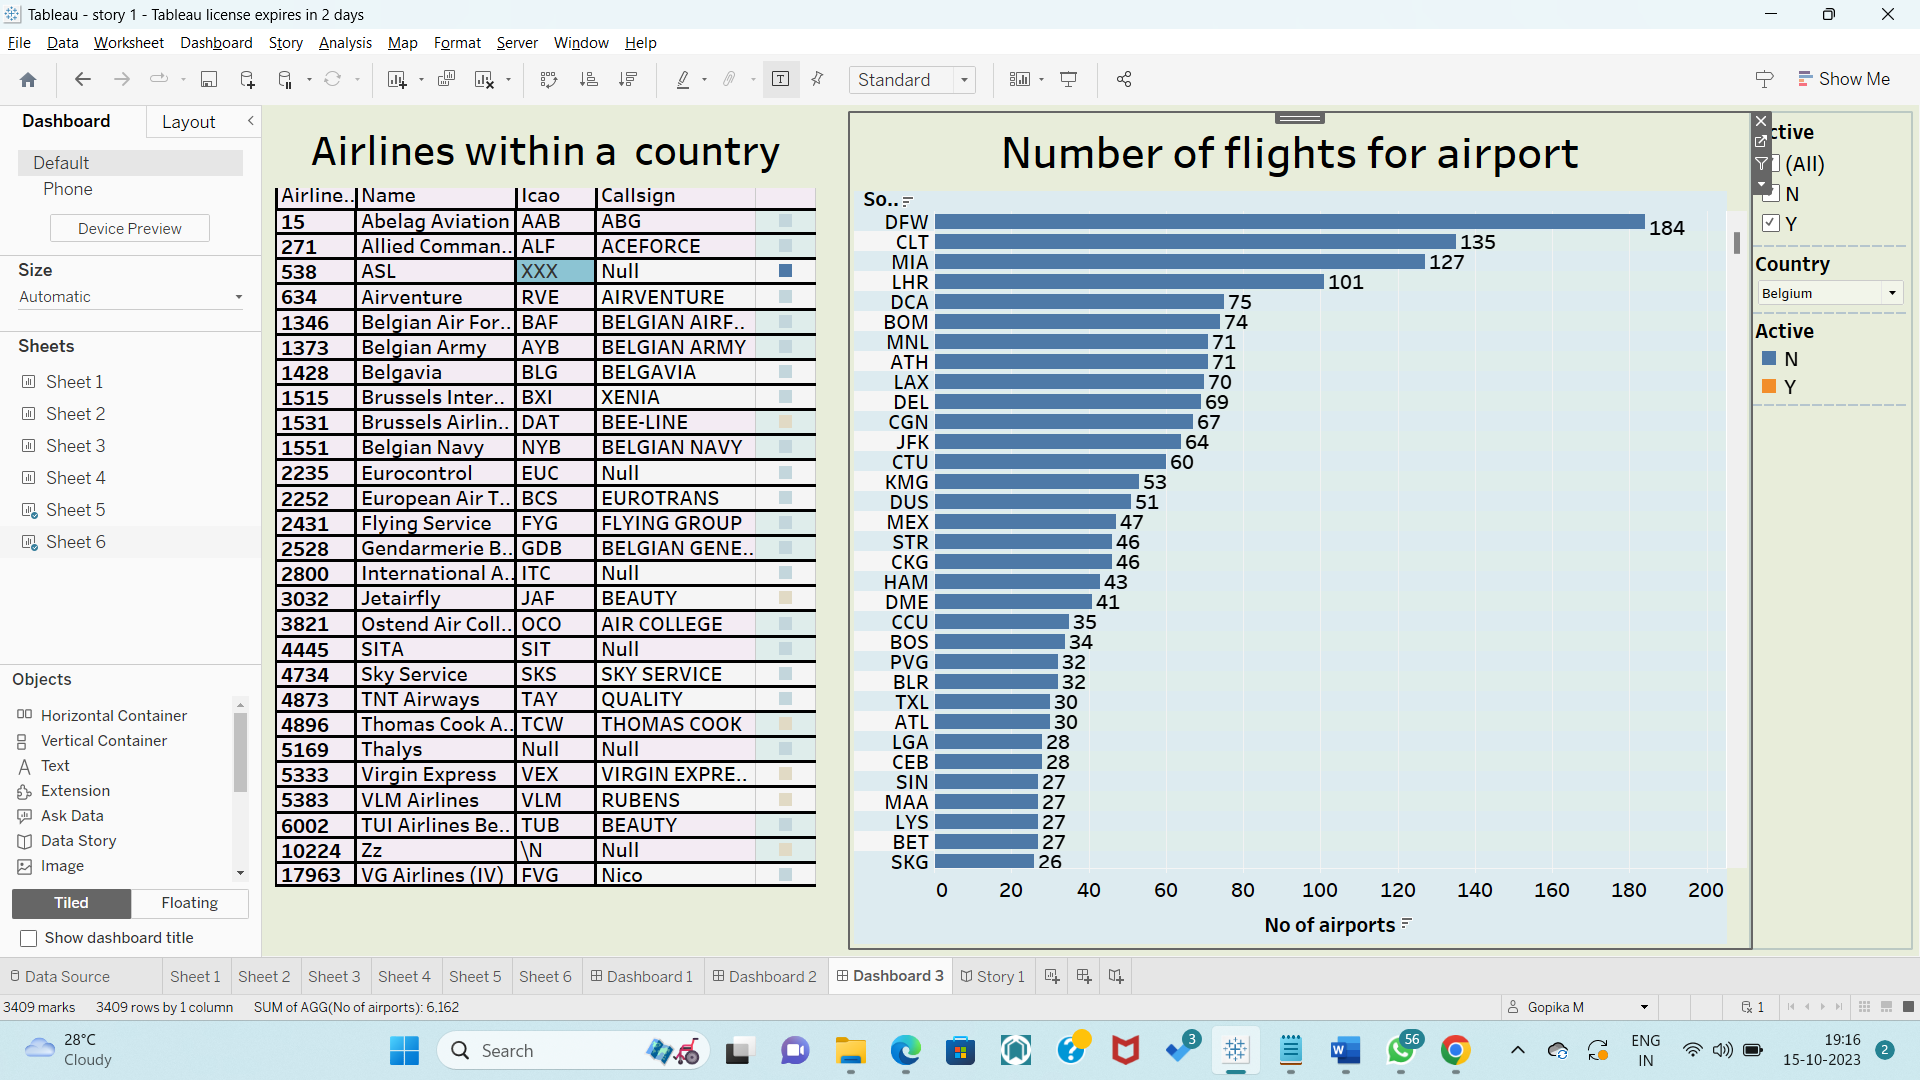 Tableau - story 1 - Tableau license expires in 2 days
File Data Worksheet Dashboard Story Analysis Map Format Server Window Help
Standard
Show Me
Dashboard Layout
Default
Phone
Device Preview
Size
Automatic
Sheets
Sheet 1
Sheet 2
Sheet 3
Sheet 4
Sheet 5
Sheet 6
Objects
Horizontal Container
Vertical Container
Text
Extension
Ask Data
Data Story
Image
Tiled Floating
Show dashboard title
Airlines within a country
Airline.. Name Icao Callsign
15 Abelag Aviation AAB ABG
271 Allied Comman.. ALF ACEFORCE
538 ASL XXX Null
634 Airventure RVE AIRVENTURE
1346 Belgian Air For.. BAF BELGIAN AIRF..
1373 Belgian Army AYB BELGIAN ARMY
1428 Belgavia BLG BELGAVIA
1515 Brussels Inter.. BXI XENIA
1531 Brussels Airlin.. DAT BEE-LINE
1551 Belgian Navy NYB BELGIAN NAVY
2235 Eurocontrol EUC Null
2252 European Air T.. BCS EUROTRANS
2431 Flying Service FYG FLYING GROUP
2528 Gendarmerie B.. GDB BELGIAN GENE..
2800 International A.. ITC Null
3032 Jetairfly JAF BEAUTY
3821 Ostend Air Coll.. OCO AIR COLLEGE
4445 SITA SIT Null
4734 Sky Service SKS SKY SERVICE
4873 TNT Airways TAY QUALITY
4896 Thomas Cook A.. TCW THOMAS COOK
5169 Thalys Null Null
5333 Virgin Express VEX VIRGIN EXPRE..
5383 VLM Airlines VLM RUBENS
6002 TUI Airlines Be.. TUB BEAUTY
10224 Zz \N Null
17963 VG Airlines (IV) FVG Nico
Number of flights for airport
So..
DFW 184
CLT 135
MIA 127
LHR 101
DCA 75
BOM 74
MNL 71
ATH 71
LAX 70
DEL 69
CGN 67
JFK 64
CTU 60
KMG 53
DUS 51
MEX 47
STR 46
CKG 46
HAM 43
DME 41
CCU 35
BOS 34
PVG 32
BLR 32
TXL 30
ATL 30
LGA 28
CEB 28
SIN 27
MAA 27
LYS 27
BET 27
SKG 26
0 20 40 60 80 100 120 140 160 180 200
No of airports
ctive
(All)
N
Y
Country
Belgium
Active
N
Y
Data Source Sheet 1 Sheet 2 Sheet 3 Sheet 4 Sheet 5 Sheet 6 Dashboard 1 Dashboard 2 Dashboard 3 Story 1
3409 marks 3409 rows by 1 column SUM of AGG(No of airports): 6,162 Gopika M 1
28°C
Cloudy
Search
3
56
ENG
IN
19:16
15-10-2023
2